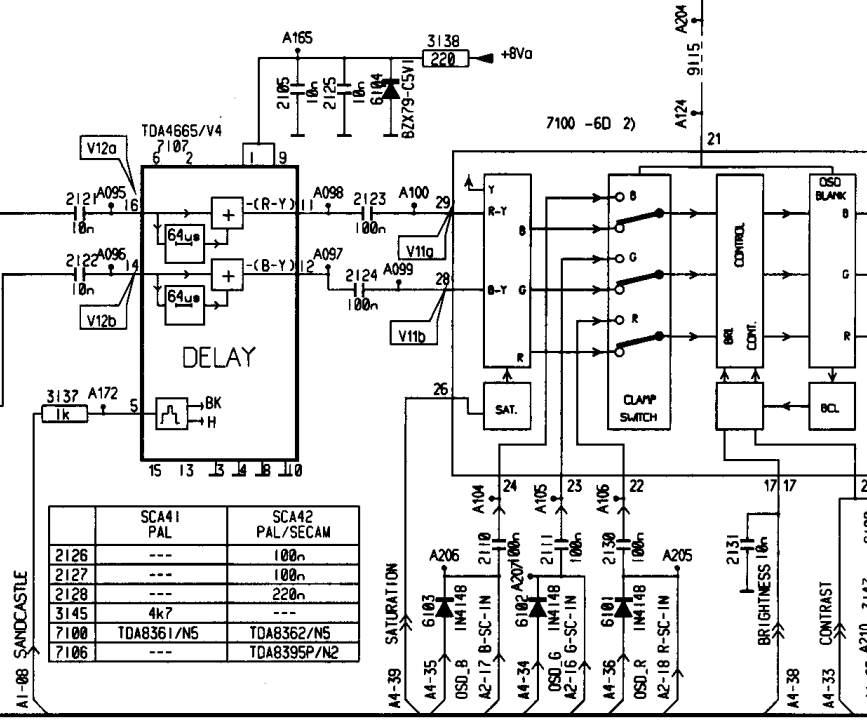 A204
9115
A124
21
A165
3138
220
+8Va
2105
10n
2125
10n
6104
BZX79-C5V1
7100 -6D 2)
TDA4665/V4
7107
V12a
6
2
1
9
2121
A095
16
10n
+
-(R-Y)
11
A098
2123
A100
100n
29
V11a
64us
2122
A096
14
10n
+
-(B-Y)
12
A097
2124
A099
100n
28
V11b
64us
V12b
DELAY
Y
R-Y
B
B-Y
G
R
B
G
R
CONTROL
BRI
CONT.
OSD
BLANK
B
G
R
26
SAT.
CLAMP
SWITCH
BCL
3137
A172
1k
5
BK
H
15
13
3
4
8
10
A104
24
A105
23
A106
22
17
17
2
SCA41
PAL
SCA42
PAL/SECAM
2126 --- 100n
2127 --- 100n
2128 --- 220n
3145 4k7 ---
7100 TDA8361/N5 TDA8362/N5
7106 --- TDA8395P/N2
A1-08 SANDCASTLE
A4-39
SATURATION
A206
2110
100n
6103
1N4148
A4-35
OSD_B
A2-17 B-SC-IN
A207
2111
100n
6102
1N4148
A4-34
OSD_G
A2-16 G-SC-IN
2130
100n
A205
6101
1N4148
A4-36
OSD_R
A2-18 R-SC-IN
2131
10n
BRIGHTNESS
A4-38
CONTRAST
A4-33
A210
3147